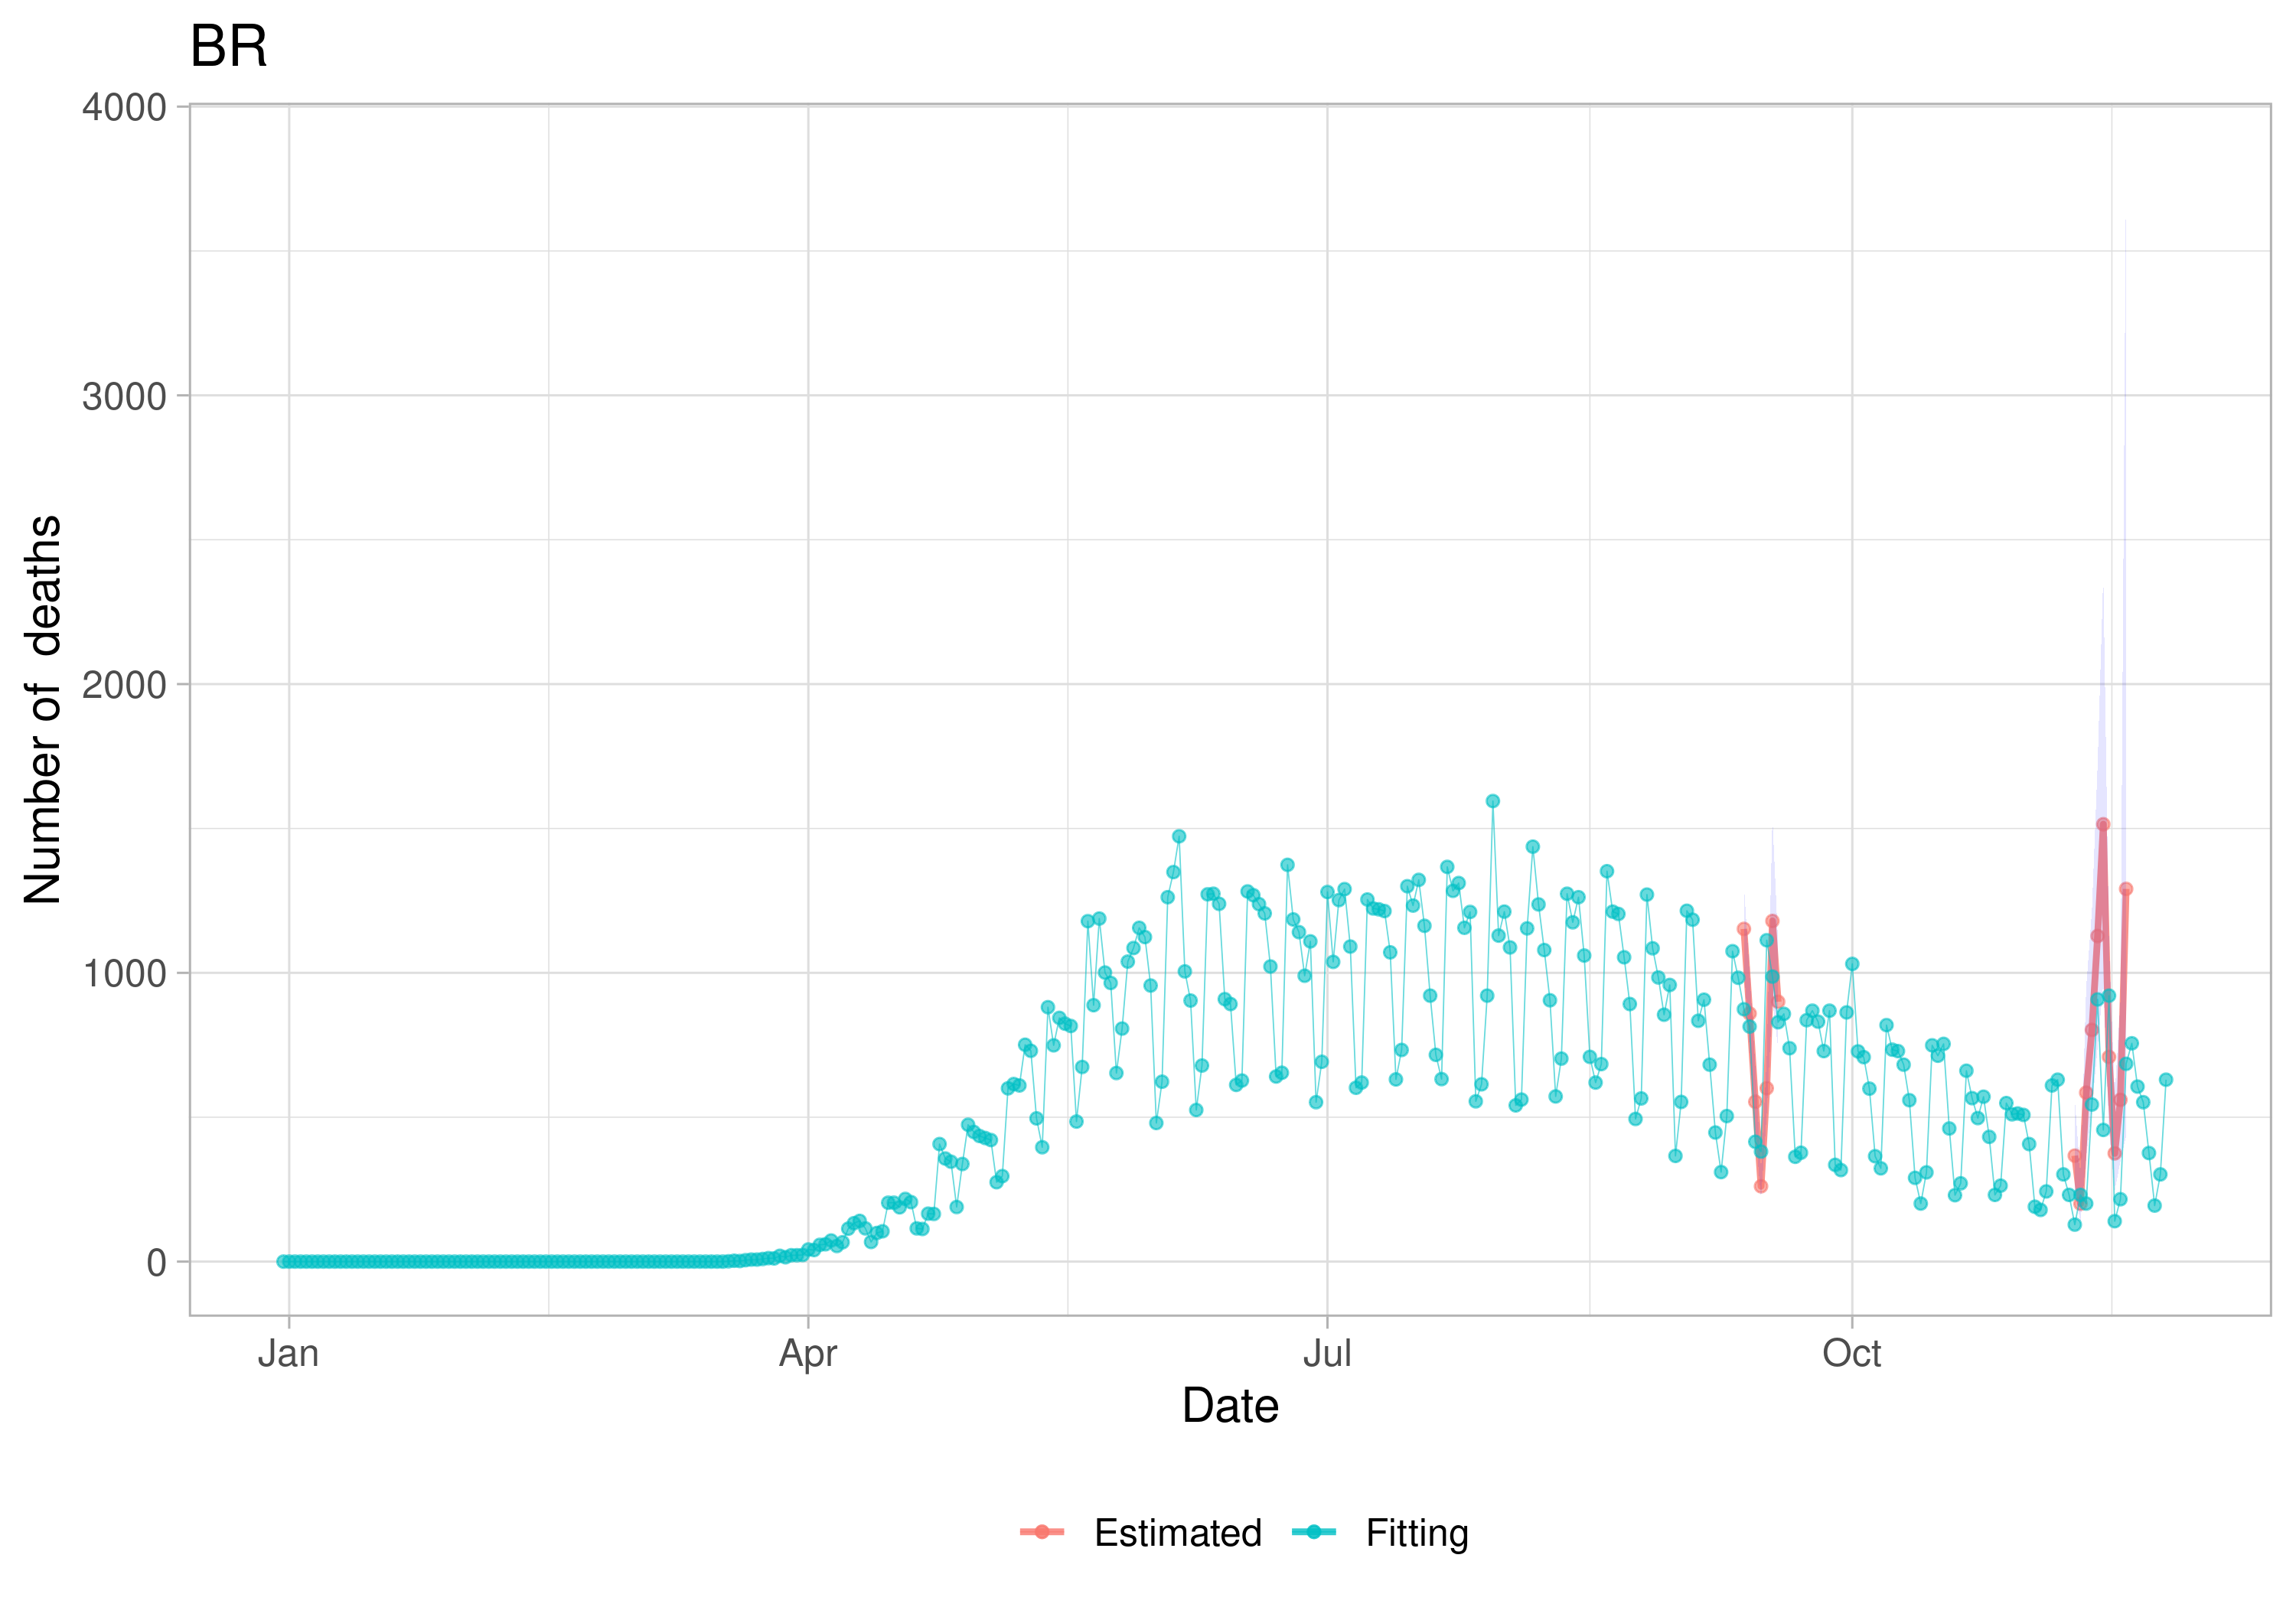 BR
4000
3000
2000
1000
0
Number of deaths
Jan Apr Jul Oct
Date
Estimated Fitting